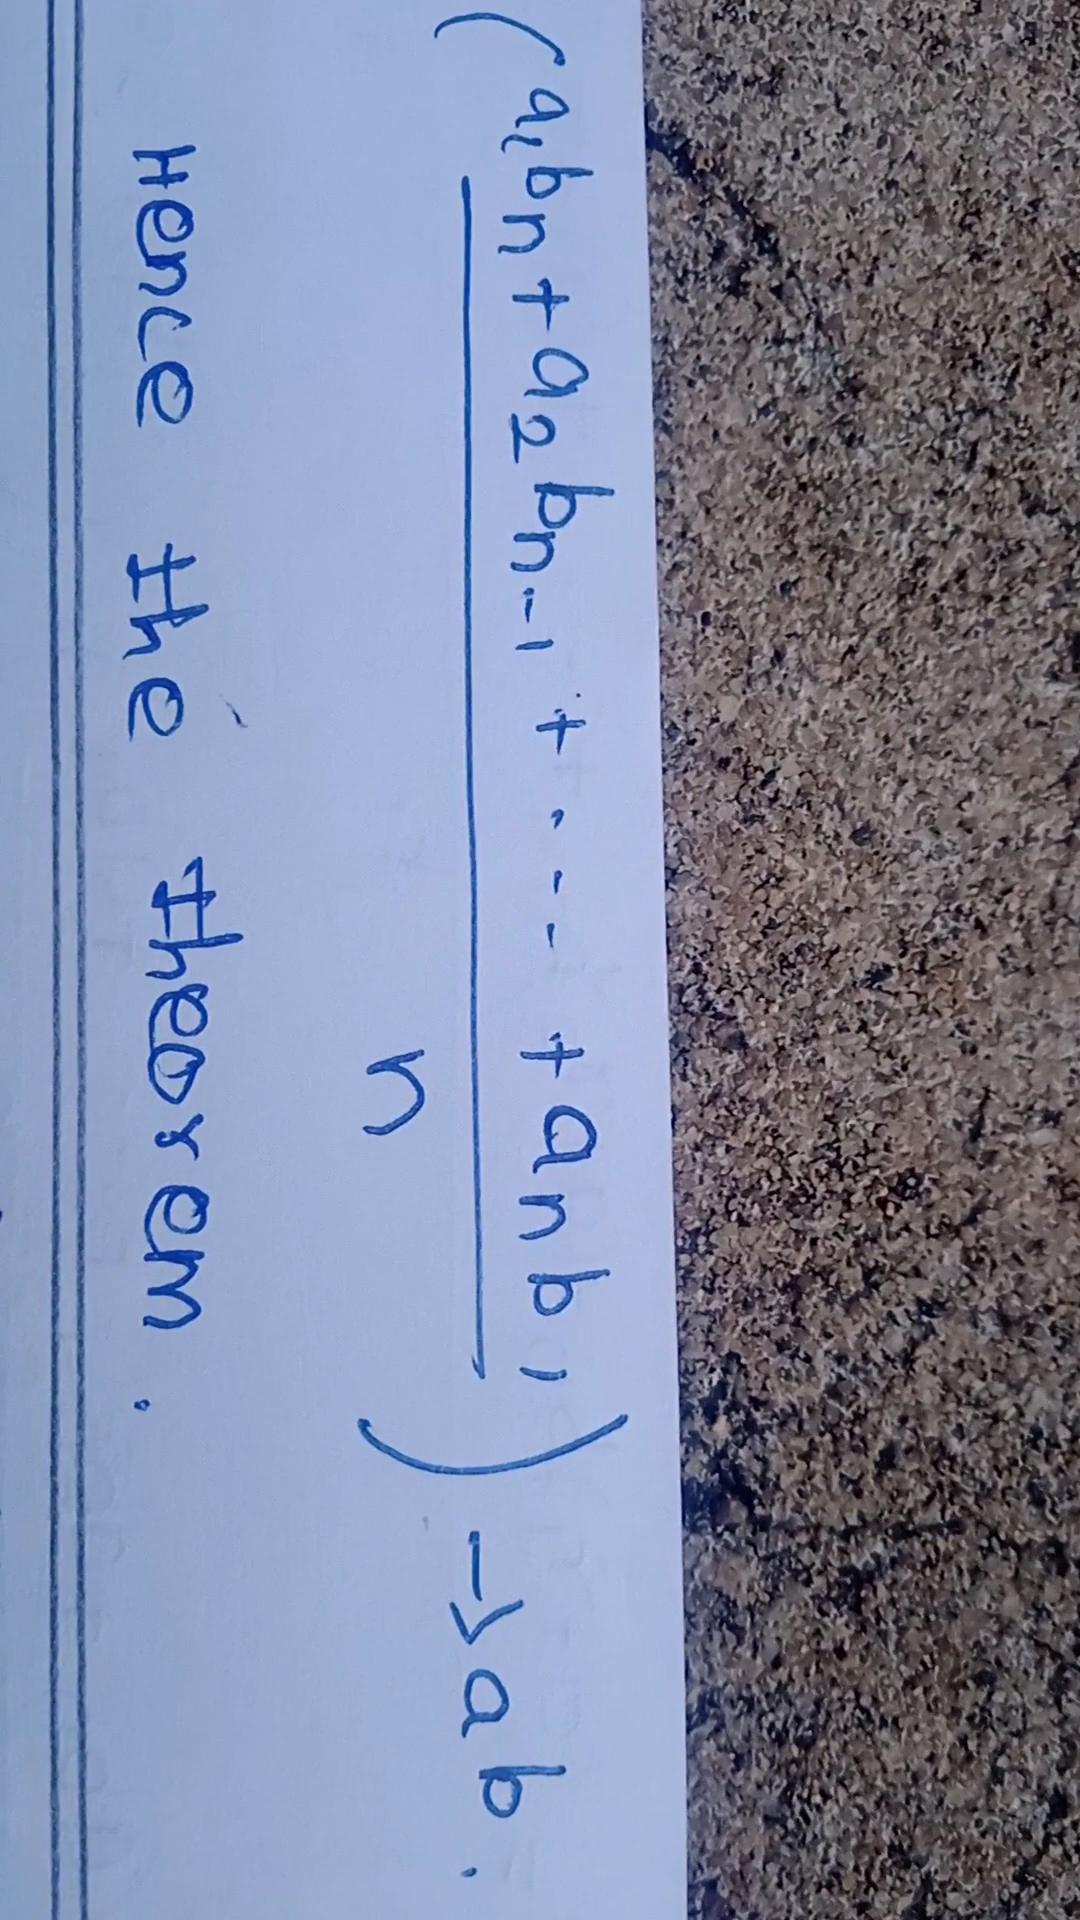 (a₁bₙ + a₂bₙ₋₁ + .... + aₙb₁) → ab.
n
Hence the theorem.